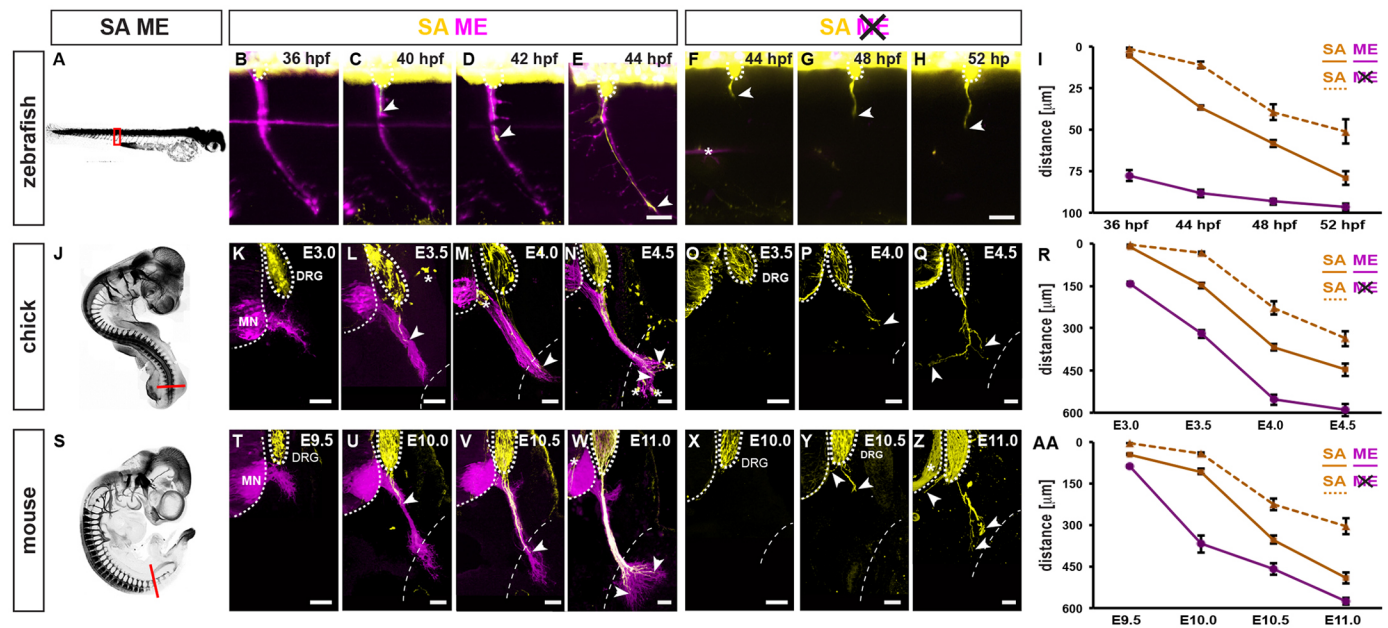 SA ME
SA ME
SA ME
zebrafish
A
B 36 hpf
C 40 hpf
D 42 hpf
E 44 hpf
F 44 hpf
*
G 48 hpf
H 52 hp
I
distance [µm]
0
25
50
75
100
36 hpf 44 hpf 48 hpf 52 hpf
SA ME
SA ME
chick
J
K E3.0
DRG
MN
L E3.5
*
M E4.0
*
N E4.5
*
* *
O E3.5
DRG
P E4.0
Q E4.5
R
distance [µm]
0
150
300
450
600
E3.0 E3.5 E4.0 E4.5
SA ME
SA ME
mouse
S
T E9.5
DRG
MN
U E10.0
V E10.5
W E11.0
*
X E10.0
DRG
Y E10.5
DRG
Z E11.0
*
AA
distance [µm]
0
150
300
450
600
E9.5 E10.0 E10.5 E11.0
SA ME
SA ME